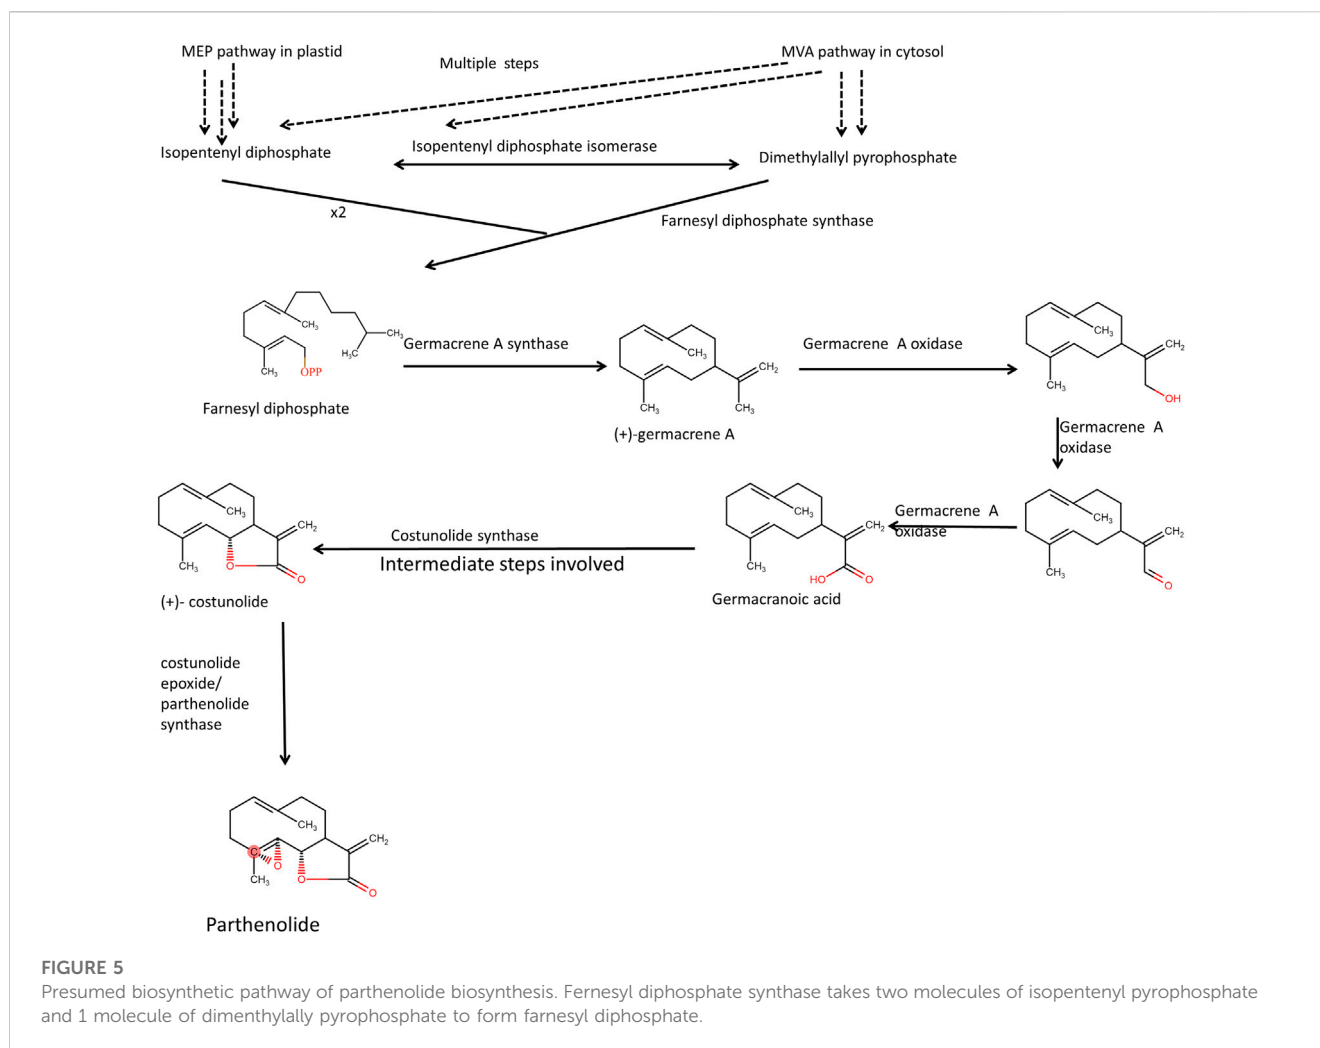 MEP pathway in plastid
MVA pathway in cytosol
Multiple steps
Isopentenyl diphosphate
Isopentenyl diphosphate isomerase
Dimethylallyl pyrophosphate
x2
Farnesyl diphosphate synthase
CH3
CH3
H3C
CH3
OPP
Farnesyl diphosphate
Germacrene A synthase
CH3
CH2
CH3
CH3
(+)-germacrene A
Germacrene A oxidase
CH3
CH2
CH3
OH
Germacrene A
oxidase
CH3
CH2
CH3
O
Germacrene A
oxidase
CH3
CH2
CH3
HO
O
Germacranoic acid
Costunolide synthase
Intermediate steps involved
CH3
CH2
CH3
O
O
(+)- costunolide
costunolide
epoxide/
parthenolide
synthase
CH3
CH2
C
O
CH3
O
O
Parthenolide
FIGURE 5
Presumed biosynthetic pathway of parthenolide biosynthesis. Fernesyl diphosphate synthase takes two molecules of isopentenyl pyrophosphate
and 1 molecule of dimenthylally pyrophosphate to form farnesyl diphosphate.